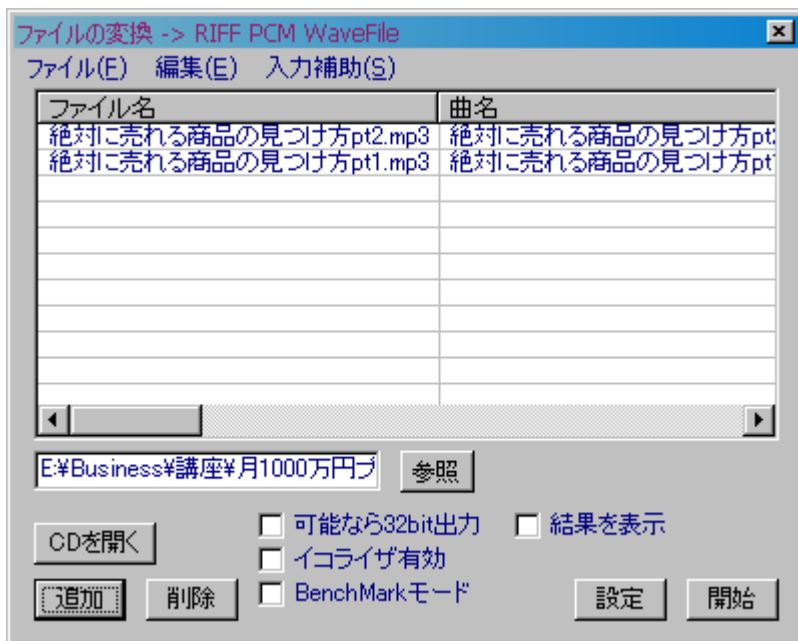 ファイルの変換 -> RIFF PCM WaveFile
ファイル(F) 編集(E) 入力補助(S)
ファイル名 曲名
絶対に売れる商品の見つけ方pt2.mp3 絶対に売れる商品の見つけ方pt
絶対に売れる商品の見つけ方pt1.mp3 絶対に売れる商品の見つけ方pt
E:¥Business¥講座¥月1000万円プ 参照
CDを開く
可能なら32bit出力 結果を表示
イコライザ有効
BenchMarkモード
追加 削除 設定 開始